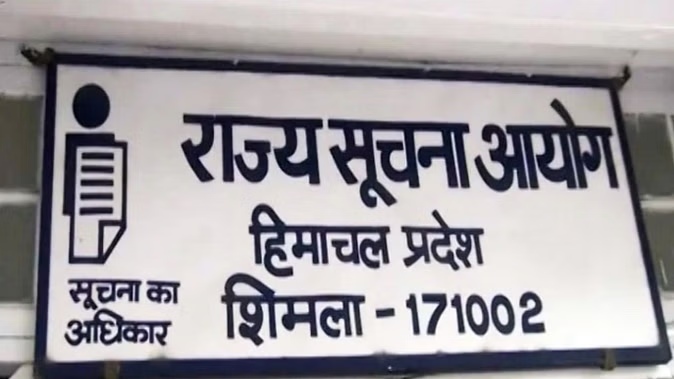 राज्य सूचना आयोग
हिमाचल प्रदेश
शिमला - 171002
सूचना का
अधिकार